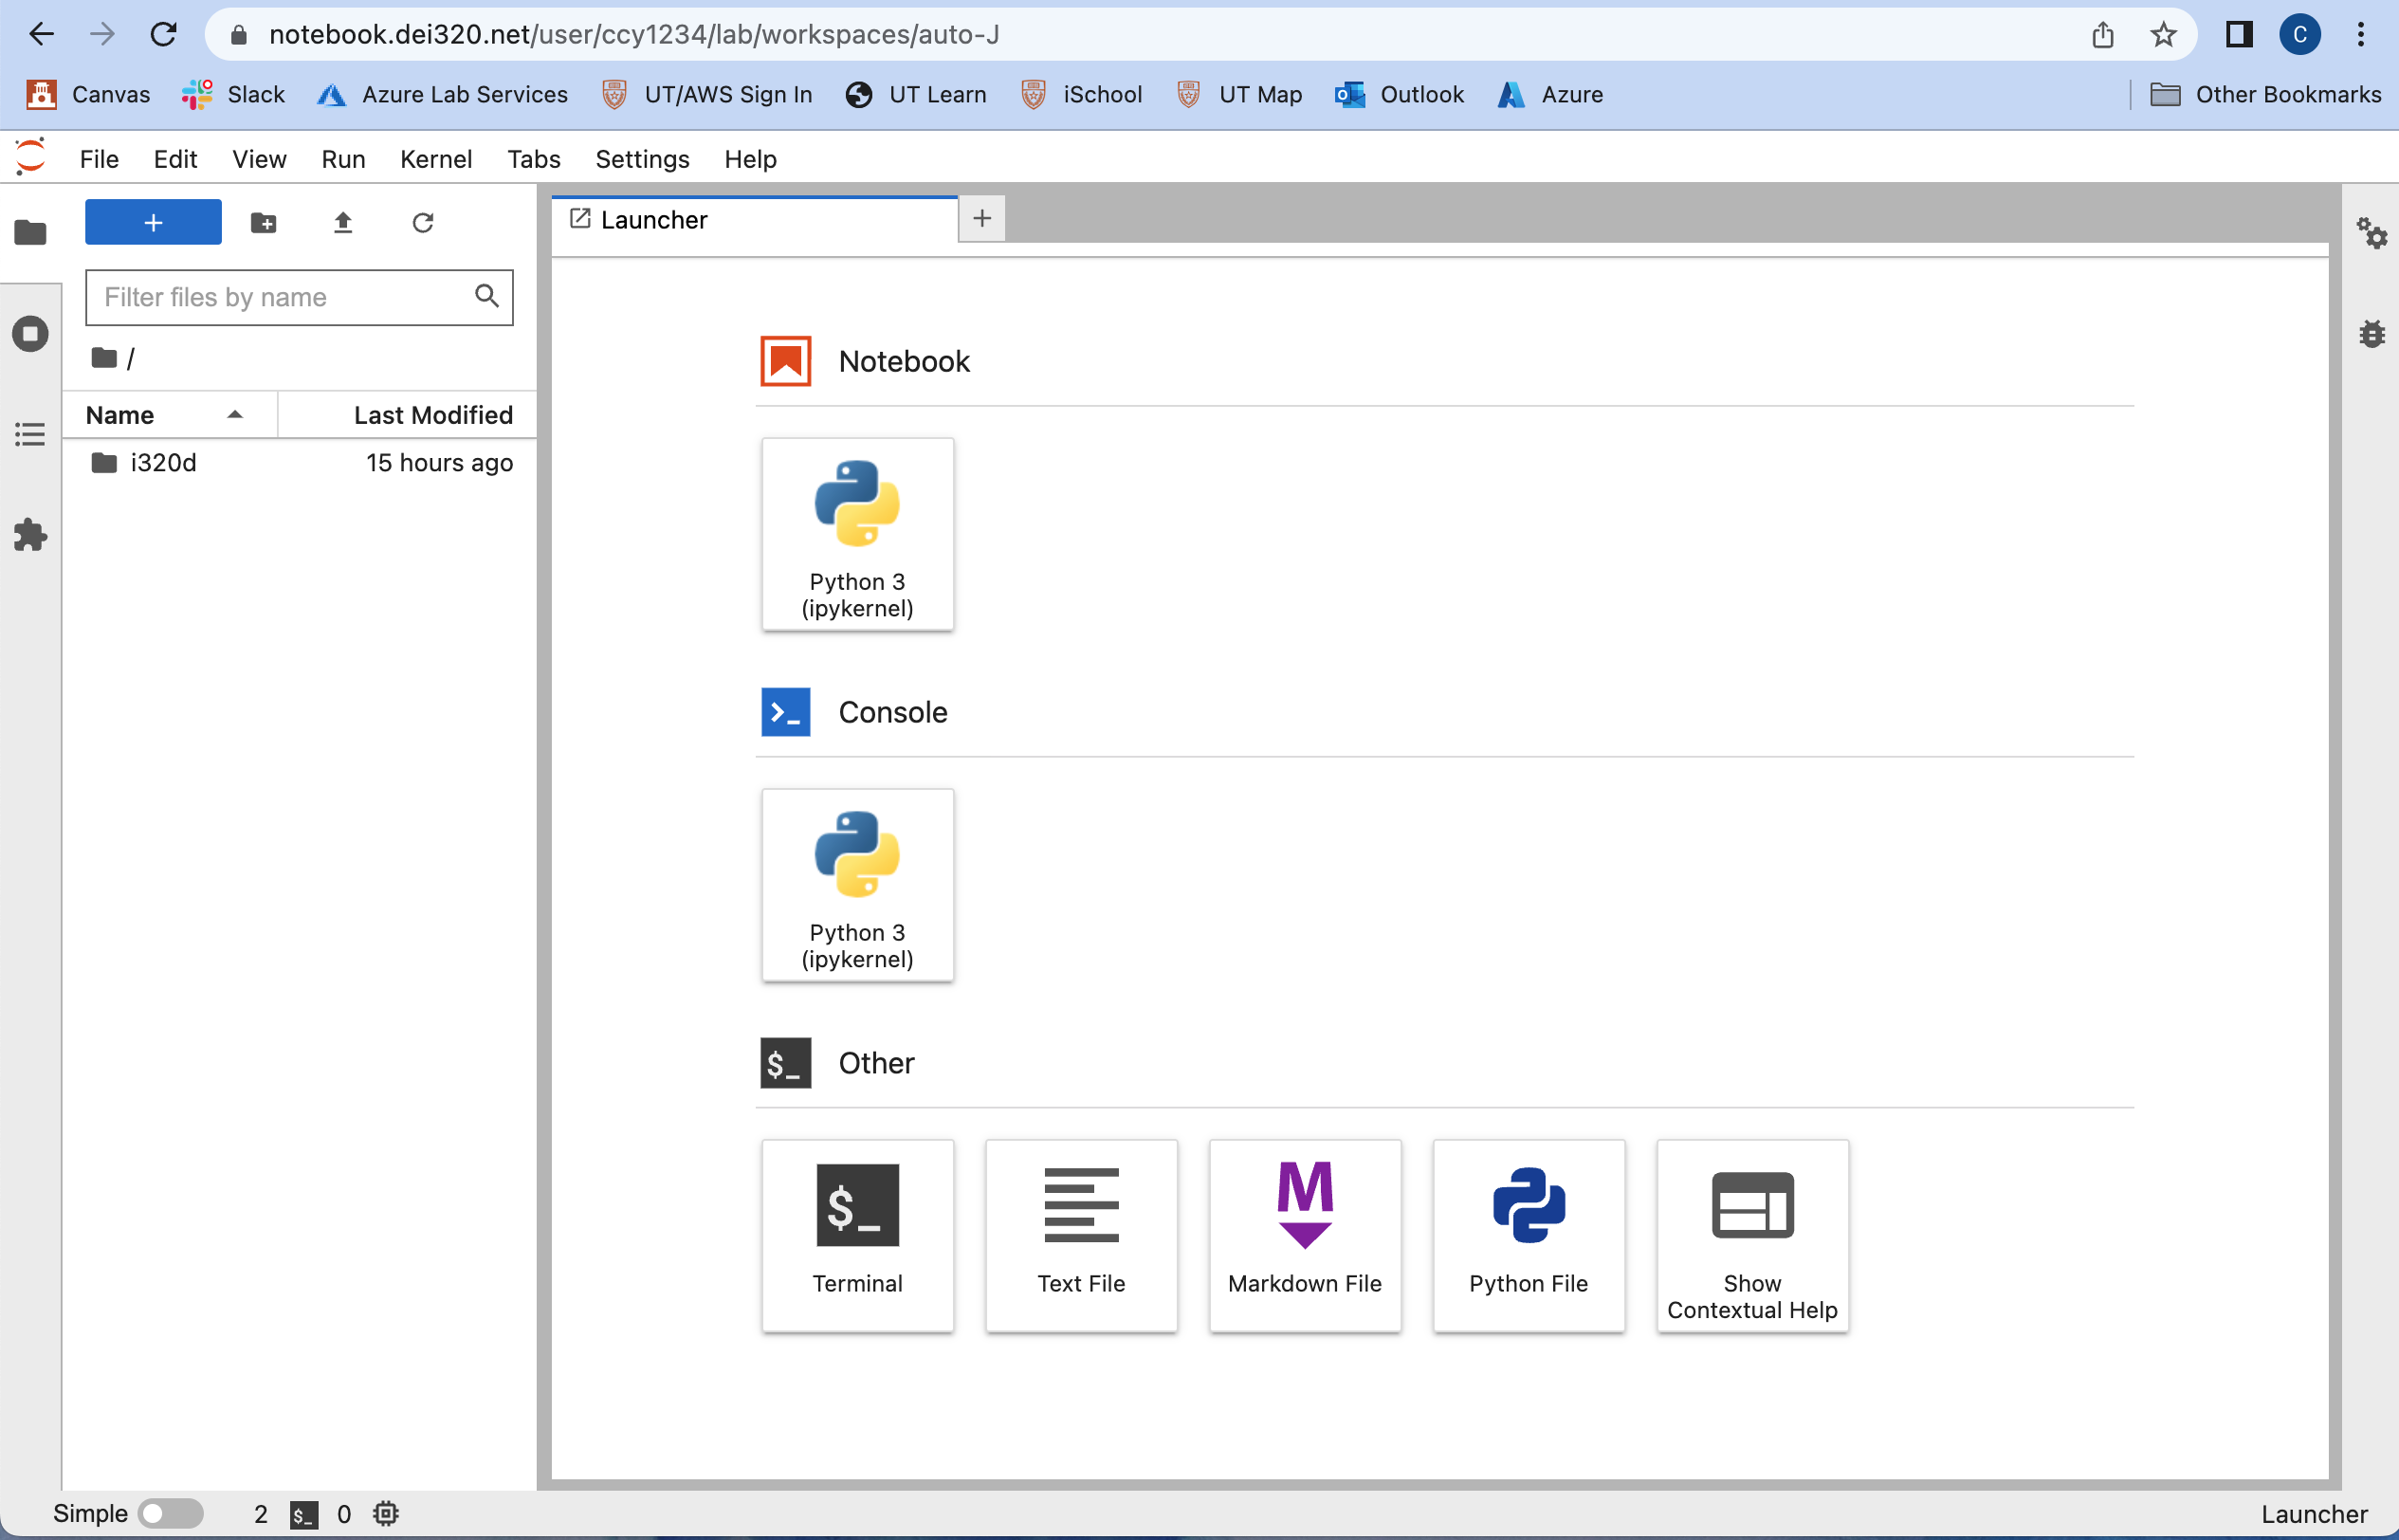 notebook.dei320.net/user/ccy1234/lab/workspaces/auto-J
C
Canvas Slack Azure Lab Services UT/AWS Sign In UT Learn iSchool UT Map Outlook Azure Other Bookmarks
File Edit View Run Kernel Tabs Settings Help
+
Launcher
+
Filter files by name
/
Name Last Modified
i320d 15 hours ago
Notebook
Python 3
(ipykernel)
>_ Console
Python 3
(ipykernel)
$_ Other
$_
Terminal
Text File
M
Markdown File
Python File
Show
Contextual Help
Simple 2 $_ 0 Launcher